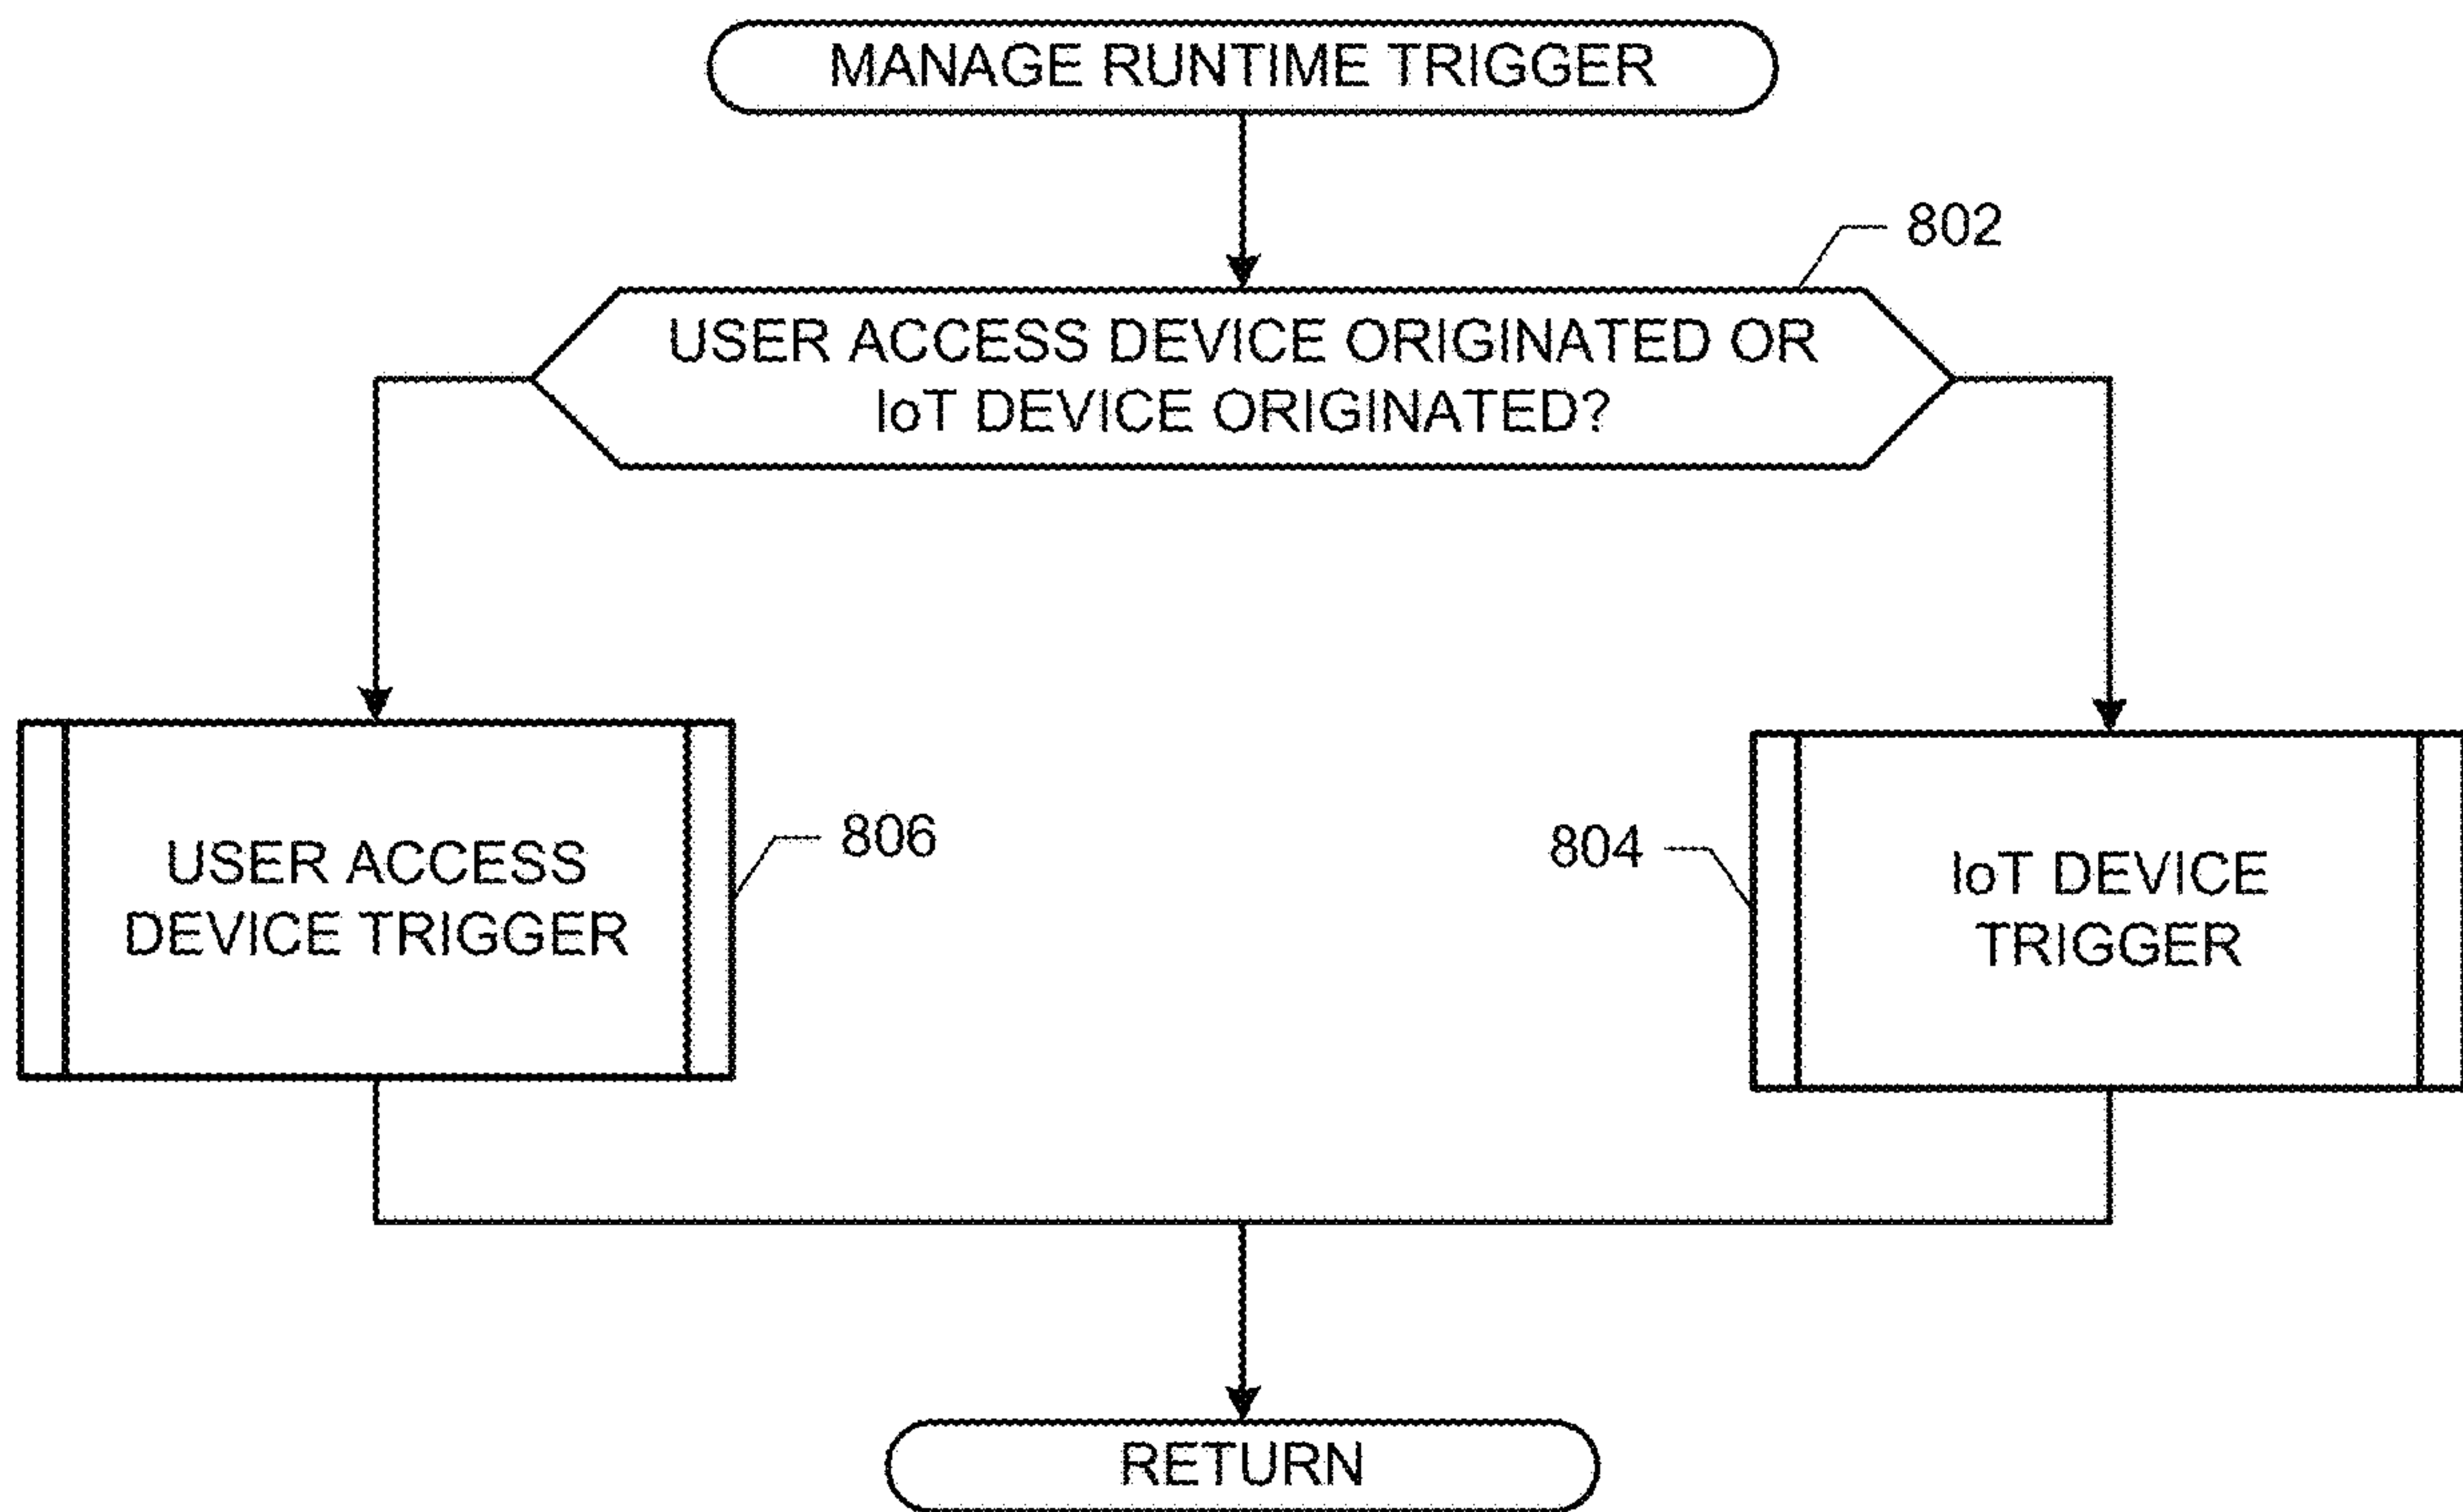 MANAGE RUNTIME TRIGGER
802
USER ACCESS DEVICE ORIGINATED OR
IoT DEVICE ORIGINATED?
USER ACCESS
DEVICE TRIGGER
806
804
IoT DEVICE
TRIGGER
RETURN